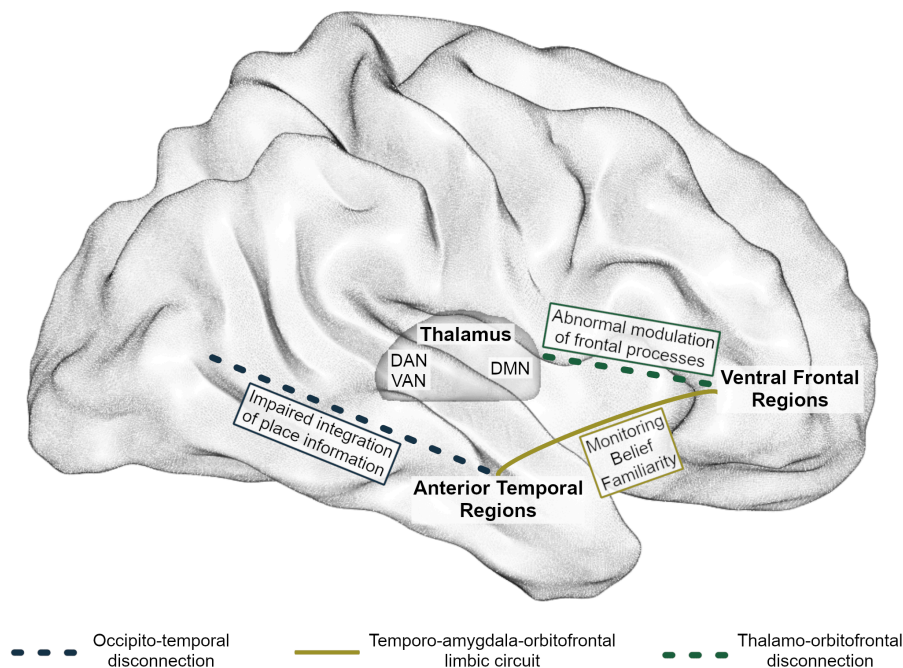 Thalamus
DAN
VAN
DMN
Abnormal modulation
of frontal processes
Ventral Frontal
Regions
Impaired integration
of place information
Monitoring
Belief
Familiarity
Anterior Temporal
Regions
Occipito-temporal
disconnection
Temporo-amygdala-orbitofrontal
limbic circuit
Thalamo-orbitofrontal
disconnection